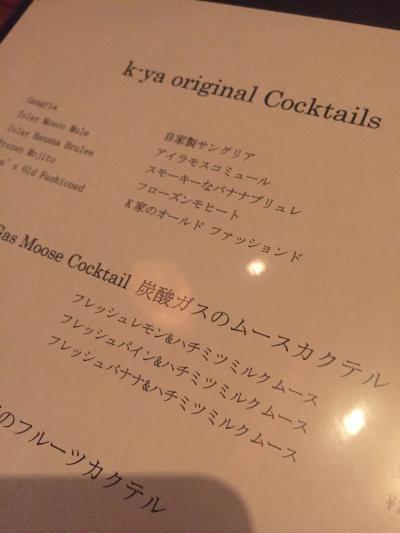 k-ya original Cocktails
Sangria 自家製サングリア
Islay Mosco Mule アイラモスコミュール
Islay Banana Brulee スモーキーなバナナブリュレ
Frozen Mojito フローズンモヒート
's Old Fashioned K家のオールド ファッションド
Gas Moose Cocktail 炭酸ガスのムースカクテル
フレッシュレモン&ハチミツミルクムース
フレッシュパイン&ハチミツミルクムース
フレッシュバナナ&ハチミツミルクムース
のフルーツカクテル